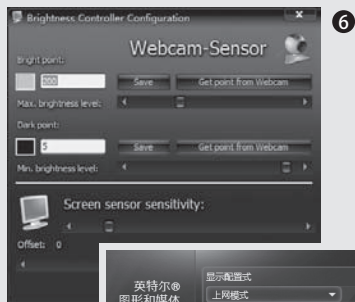 Brightness Controller Configuration
❻
Webcam-Sensor
Bright point:
200
Save
Get point from Webcam
Max. brightness level:
Dark point:
5
Save
Get point from Webcam
Min. brightness level:
Screen sensor sensitivity:
Offset: 0
英特尔®
图形和媒体
显示配置式
上网模式